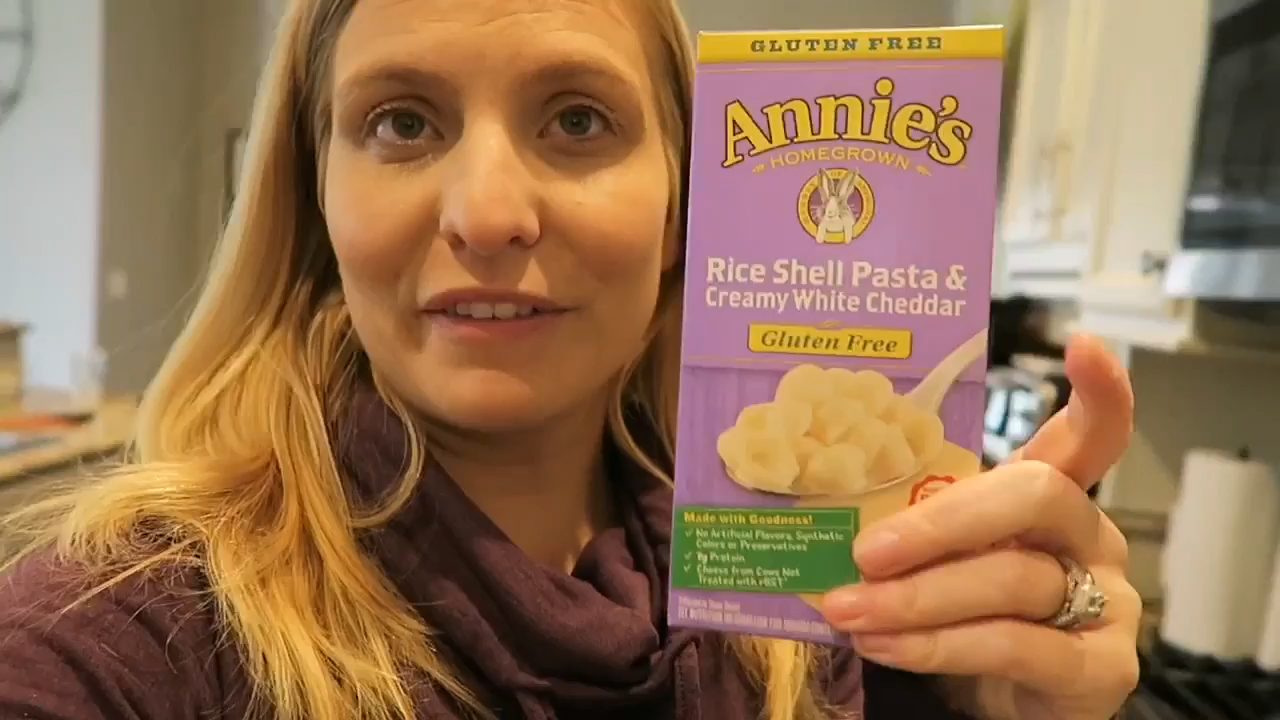 GLUTEN FREE
Annie's
HOMEGROWN
Rice Shell Pasta &
Creamy White Cheddar
Gluten Free
Made with Goodness!
No Artificial Flavors, Synthetic
Colors or Preservatives
Protein
Cheese from Cows Not
Treated with rBST*